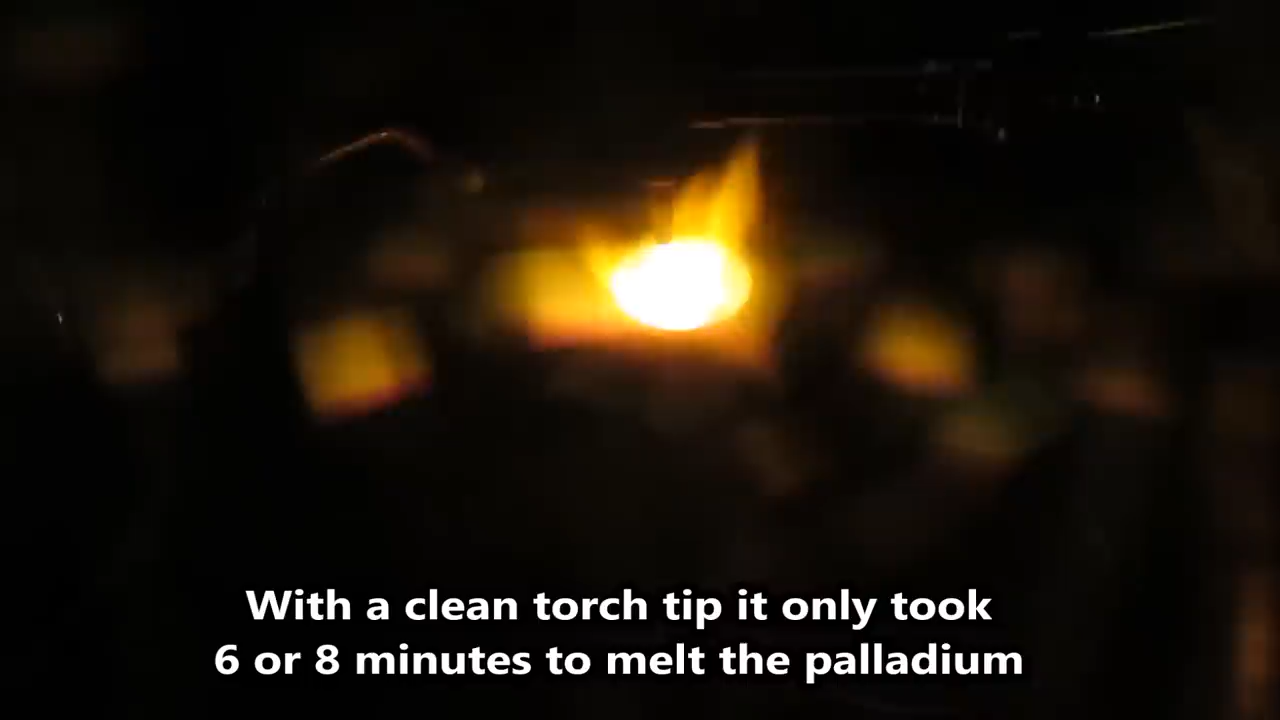 With a clean torch tip it only took
6 or 8 minutes to melt the palladium